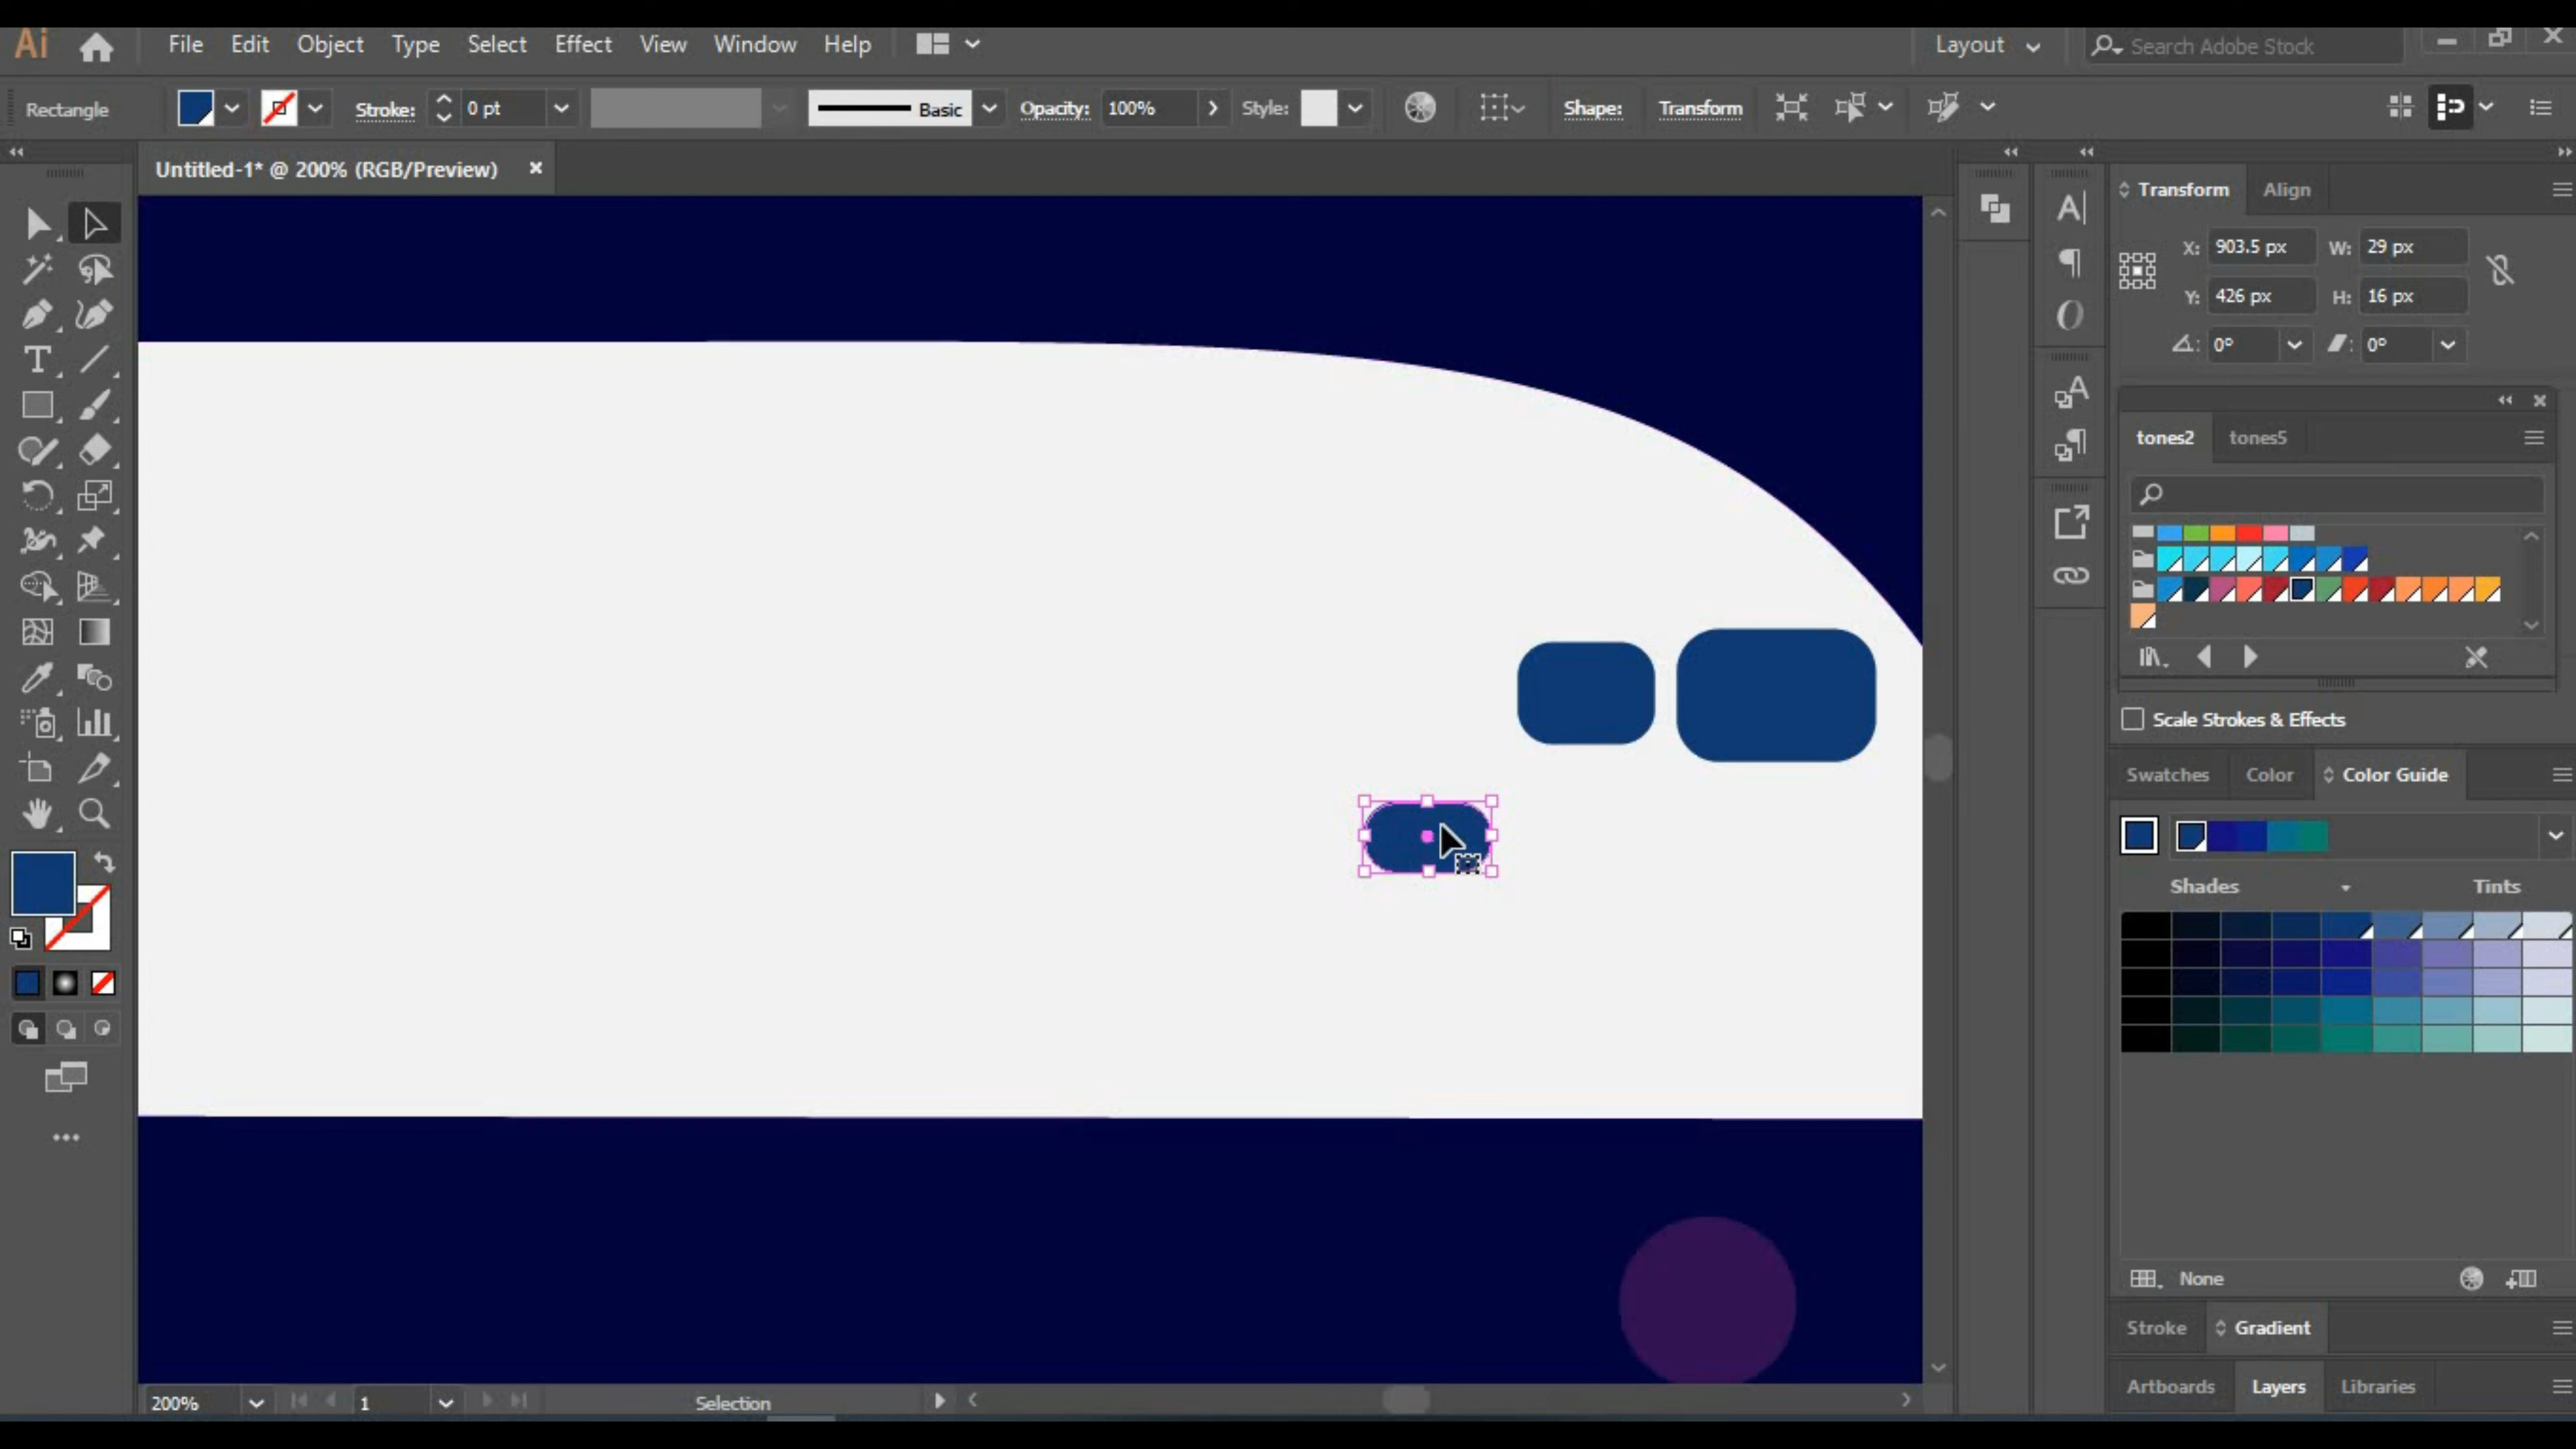 Ai File Edit Object Type Select Effect View Window Help Layout Search Adobe Stock
Rectangle Stroke: 0 pt Basic Opacity: 100% Style: Shape: Transform
Untitled-1* @ 200% (RGB/Preview)
Transform Align
X: 903.5 px W: 29 px
Y: 426 px H: 16 px
0° 0°
tones2 tones5
Scale Strokes & Effects
Swatches Color Color Guide
Shades Tints
None
Stroke Gradient
Artboards Layers Libraries
200% 1 Selection